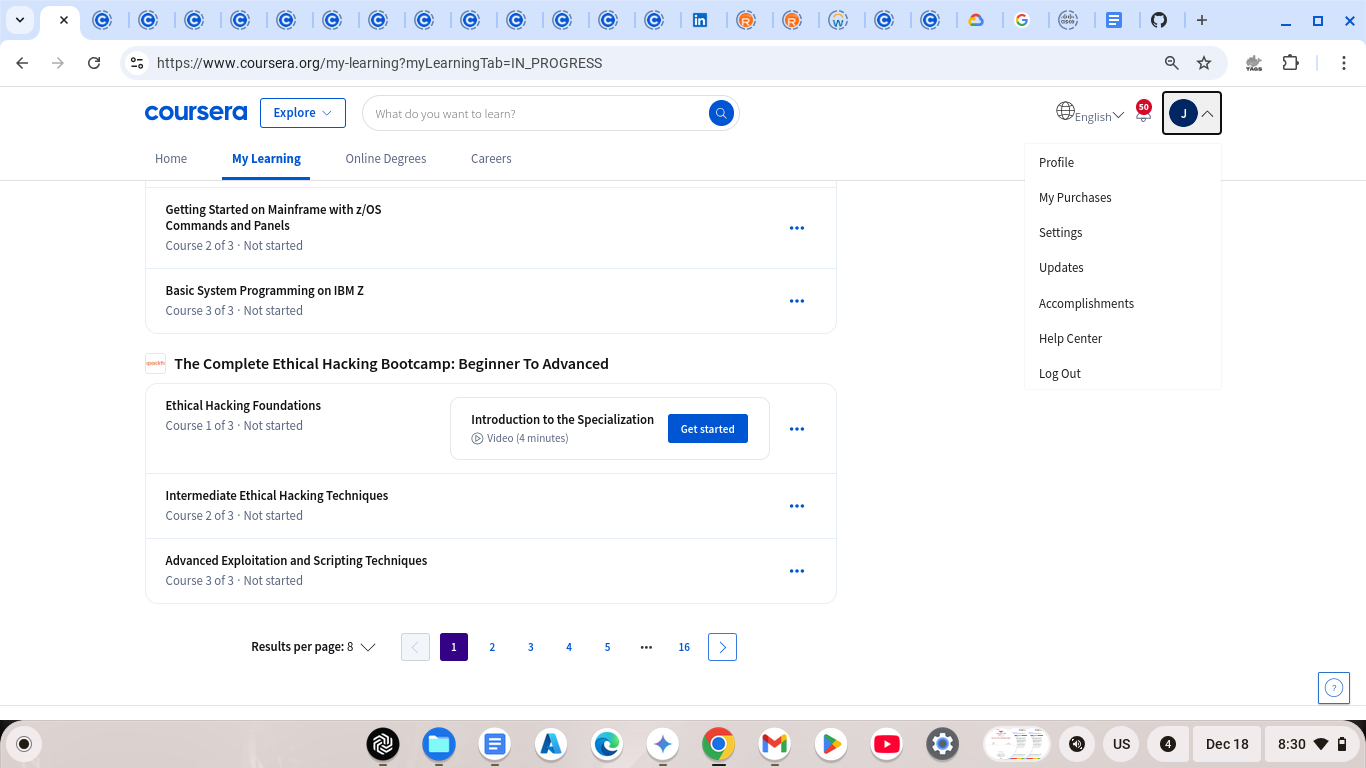 https://www.coursera.org/my-learning?myLearningTab=IN_PROGRESS
TAGS
coursera
Explore
What do you want to learn?
English
50
J
Home
My Learning
Online Degrees
Careers
Profile
My Purchases
Settings
Updates
Accomplishments
Help Center
Log Out
Getting Started on Mainframe with z/OS
Commands and Panels
Course 2 of 3 · Not started
Basic System Programming on IBM Z
Course 3 of 3 · Not started
The Complete Ethical Hacking Bootcamp: Beginner To Advanced
Ethical Hacking Foundations
Course 1 of 3 · Not started
Introduction to the Specialization
Video (4 minutes)
Get started
Intermediate Ethical Hacking Techniques
Course 2 of 3 · Not started
Advanced Exploitation and Scripting Techniques
Course 3 of 3 · Not started
Results per page: 8
1 2 3 4 5 ••• 16
?
US
4
Dec 18
8:30